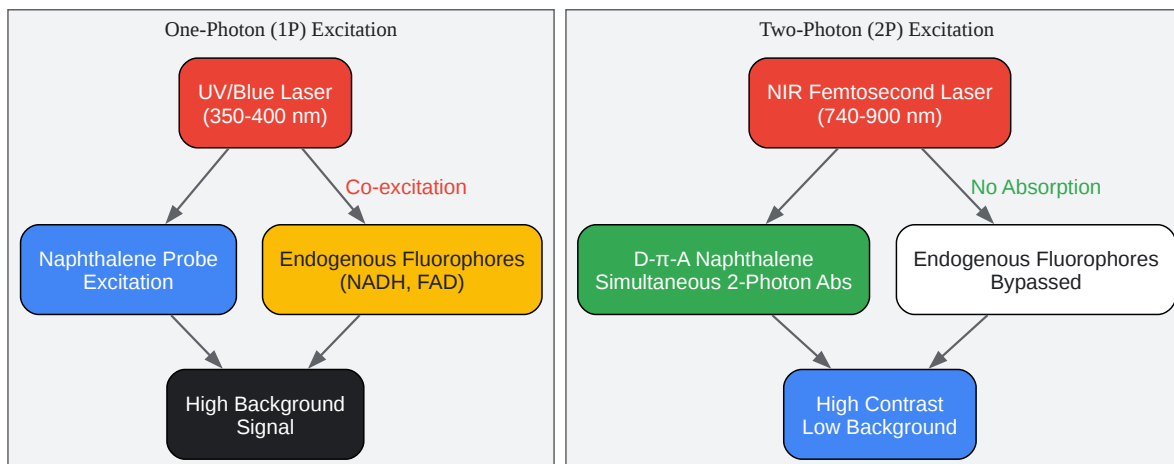 One-Photon (1P) Excitation
UV/Blue Laser
(350-400 nm)
Co-excitation
Naphthalene Probe
Excitation
Endogenous Fluorophores
(NADH, FAD)
High Background
Signal
Two-Photon (2P) Excitation
NIR Femtosecond Laser
(740-900 nm)
No Absorption
D-π-A Naphthalene
Simultaneous 2-Photon Abs
Endogenous Fluorophores
Bypassed
High Contrast
Low Background